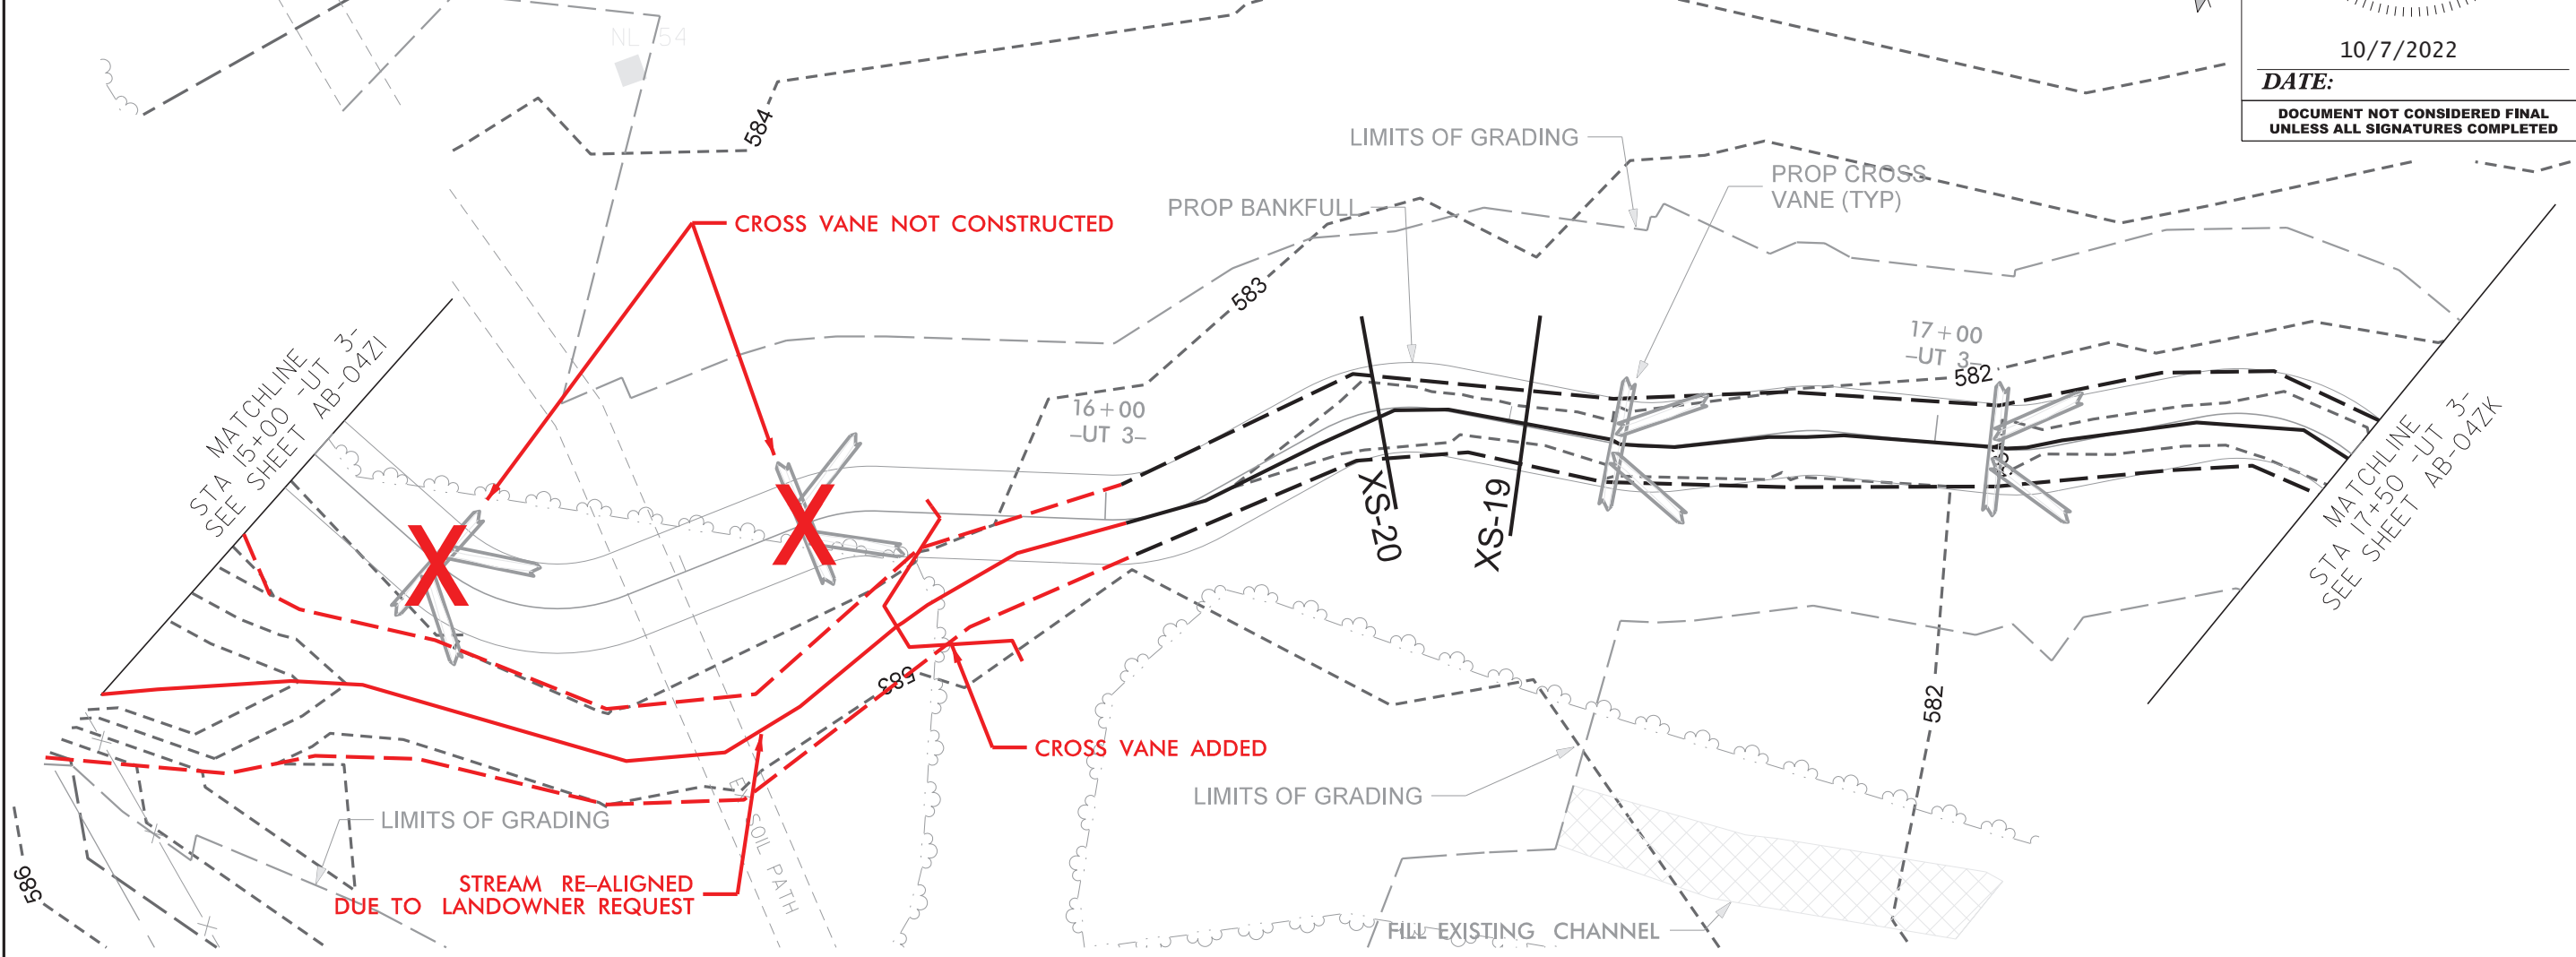 NL 54
10/7/2022
DATE:
DOCUMENT NOT CONSIDERED FINAL
UNLESS ALL SIGNATURES COMPLETED
584
LIMITS OF GRADING
PROP CROSS
VANE (TYP)
PROP BANKFULL
CROSS VANE NOT CONSTRUCTED
583
MATCHLINE
STA 15+00 -UT 3-
SEE SHEET AB-04ZI
16+00
-UT 3-
17+00
-UT 3-
582
XS-20
XS-19
MATCHLINE
STA 17+50 -UT 3-
SEE SHEET AB-04ZK
X
X
583
582
CROSS VANE ADDED
LIMITS OF GRADING
LIMITS OF GRADING
SOIL PATH
586
STREAM RE-ALIGNED
DUE TO LANDOWNER REQUEST
FILL EXISTING CHANNEL